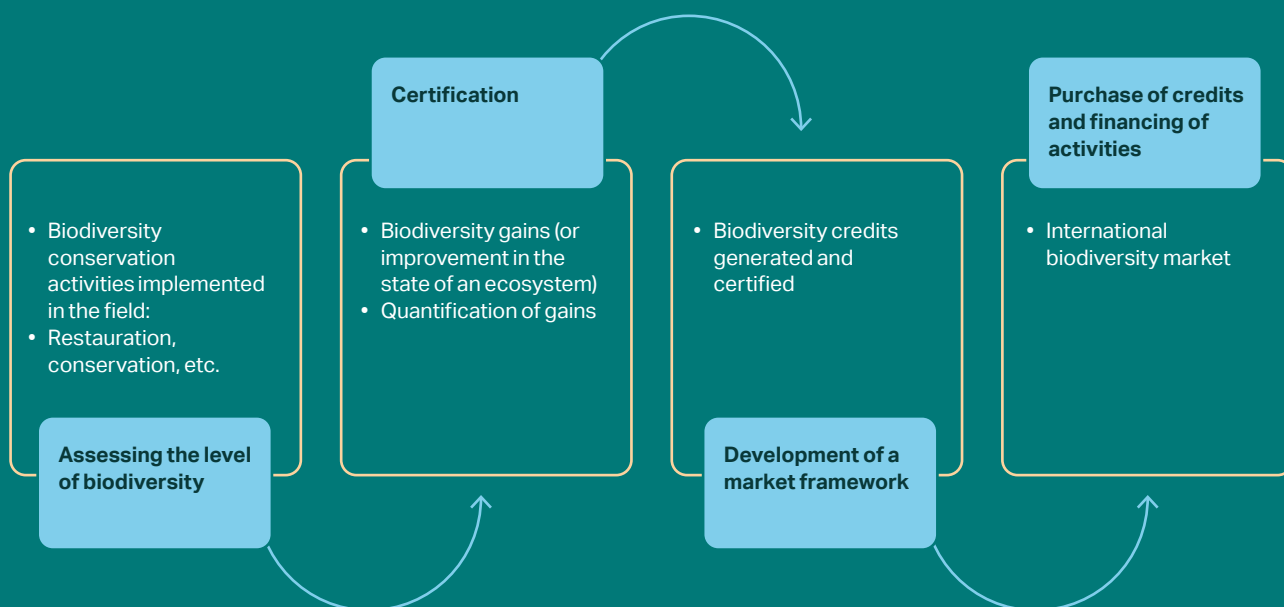 • Biodiversity
conservation
activities implemented
in the field:
• Restauration,
conservation, etc.
Assessing the level
of biodiversity
Certification
• Biodiversity gains (or
improvement in the
state of an ecosystem)
• Quantification of gains
• Biodiversity credits
generated and
certified
Development of a
market framework
Purchase of credits
and financing of
activities
• International
biodiversity market